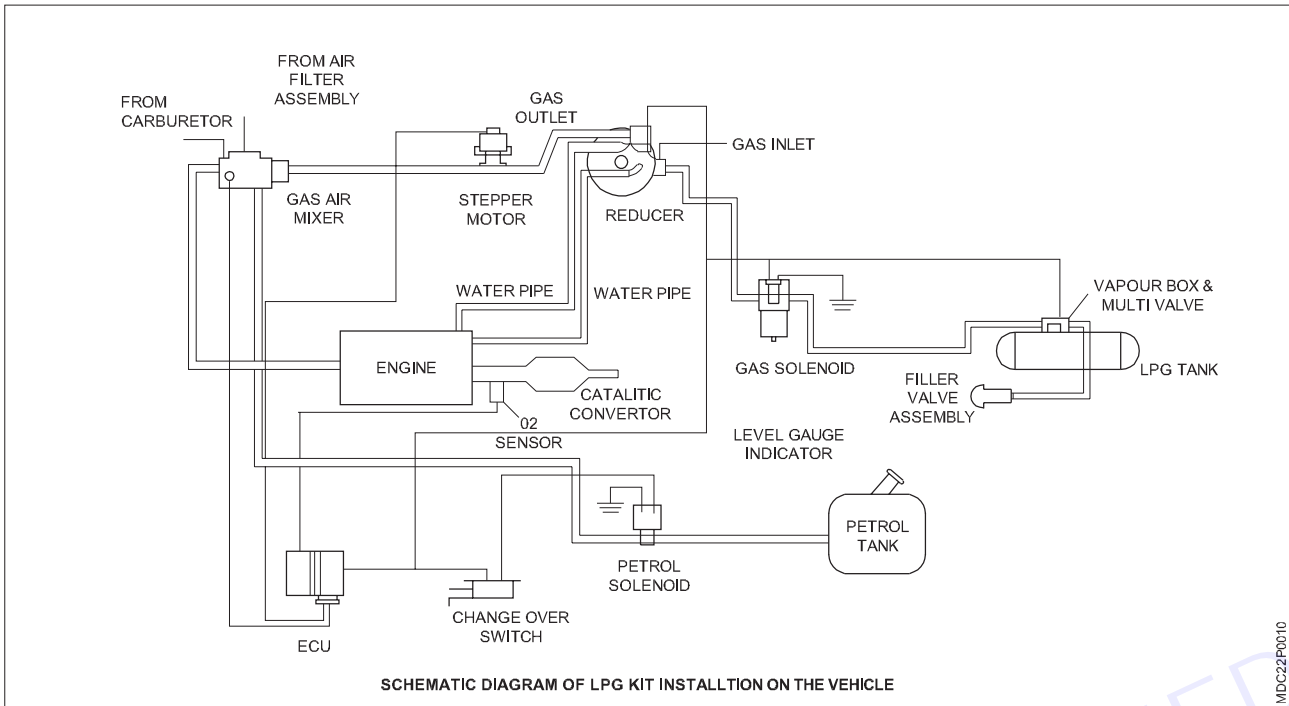 FROM AIR
FILTER
ASSEMBLY
FROM
CARBURETOR
GAS
OUTLET
GAS INLET
GAS AIR
MIXER
STEPPER
MOTOR
REDUCER
WATER PIPE
WATER PIPE
VAPOUR BOX &
MULTI VALVE
ENGINE
GAS SOLENOID
LPG TANK
FILLER
VALVE
ASSEMBLY
CATALITIC
CONVERTOR
02
SENSOR
LEVEL GAUGE
INDICATOR
PETROL
TANK
PETROL
SOLENOID
CHANGE OVER
SWITCH
ECU
SCHEMATIC DIAGRAM OF LPG KIT INSTALLTION ON THE VEHICLE
MDC22P0010